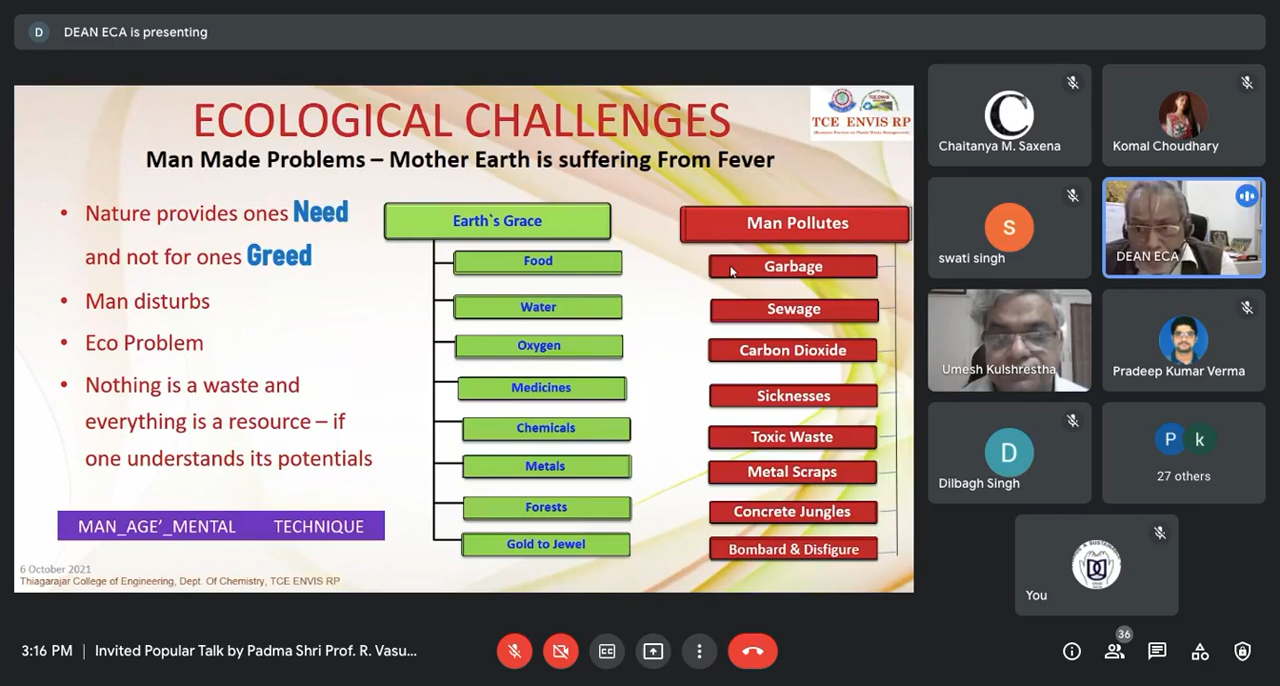 D DEAN ECA is presenting
ECOLOGICAL CHALLENGES
TCE ENVIS RP
Man Made Problems – Mother Earth is suffering From Fever
• Nature provides ones Need
and not for ones Greed
• Man disturbs
• Eco Problem
• Nothing is a waste and
everything is a resource – if
one understands its potentials
MAN_AGE’_MENTAL TECHNIQUE
Earth`s Grace
Food
Water
Oxygen
Medicines
Chemicals
Metals
Forests
Gold to Jewel
Man Pollutes
Garbage
Sewage
Carbon Dioxide
Sicknesses
Toxic Waste
Metal Scraps
Concrete Jungles
Bombard & Disfigure
6 October 2021
Thiagarajar College of Engineering, Dept. Of Chemistry, TCE ENVIS RP
C
Chaitanya M. Saxena
Komal Choudhary
S
swati singh
DEAN ECA
Umesh Kulshrestha
Pradeep Kumar Verma
D
Dilbagh Singh
P k
27 others
You
3:16 PM | Invited Popular Talk by Padma Shri Prof. R. Vasu...
CC
36